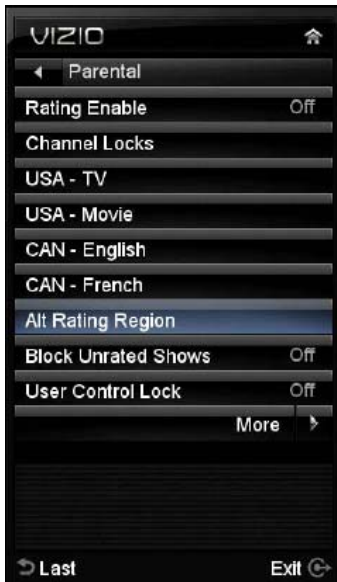 VIZIO
Parental
Rating Enable Off
Channel Locks
USA - TV
USA - Movie
CAN - English
CAN - French
Alt Rating Region
Block Unrated Shows Off
User Control Lock Off
More
Last Exit